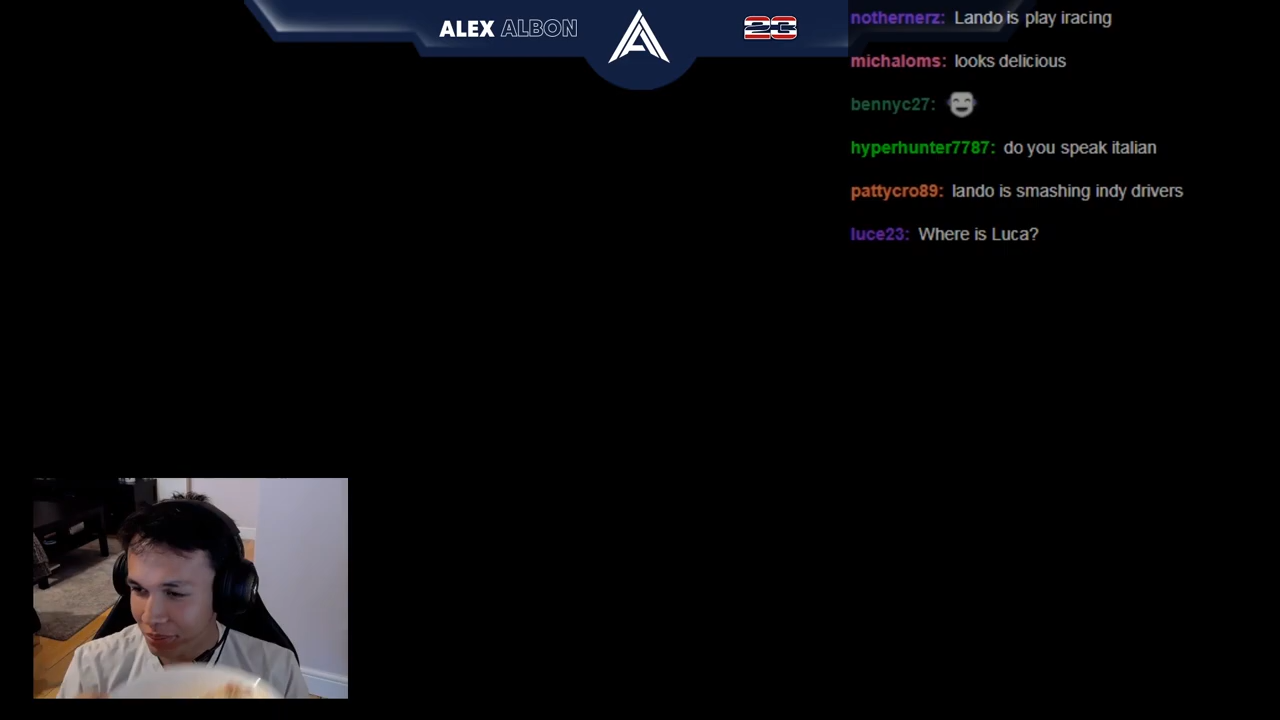 ALEX ALBON
23
nothernerz: Lando is play iracing
michaloms: looks delicious
bennyc27:
hyperhunter7787: do you speak italian
pattycro89: lando is smashing indy drivers
luce23: Where is Luca?